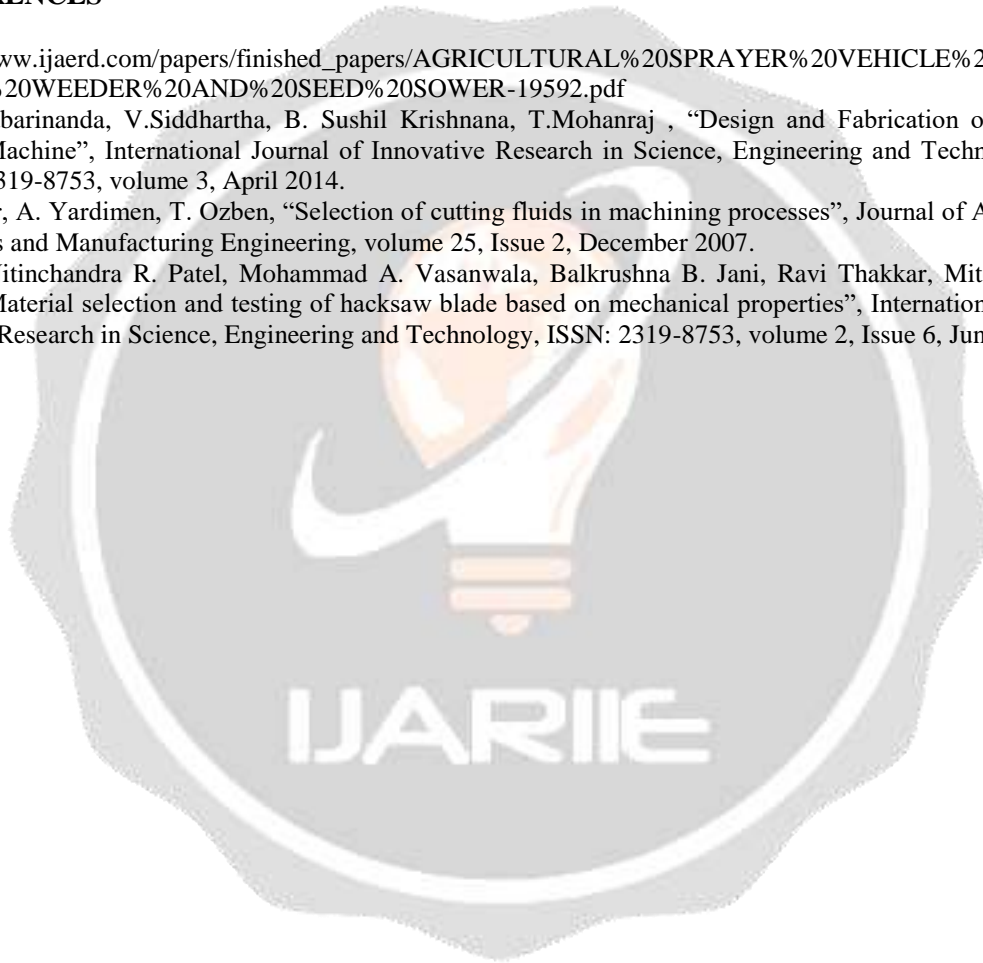 ww.ijaerd.com/papers/finished_papers/AGRICULTURAL%20SPRAYER%20VEHICLE%2
20WEEDER%20AND%20SEED%20SOWER-19592.pdf
barinanda, V.Siddhartha, B. Sushil Krishnana, T.Mohanraj , “Design and Fabrication o
Machine”, International Journal of Innovative Research in Science, Engineering and Techn
319-8753, volume 3, April 2014.
, A. Yardimen, T. Ozben, “Selection of cutting fluids in machining processes”, Journal of A
s and Manufacturing Engineering, volume 25, Issue 2, December 2007.
itinchandra R. Patel, Mohammad A. Vasanwala, Balkrushna B. Jani, Ravi Thakkar, Mit
Material selection and testing of hacksaw blade based on mechanical properties”, Internation
Research in Science, Engineering and Technology, ISSN: 2319-8753, volume 2, Issue 6, Jun
IJARIIE